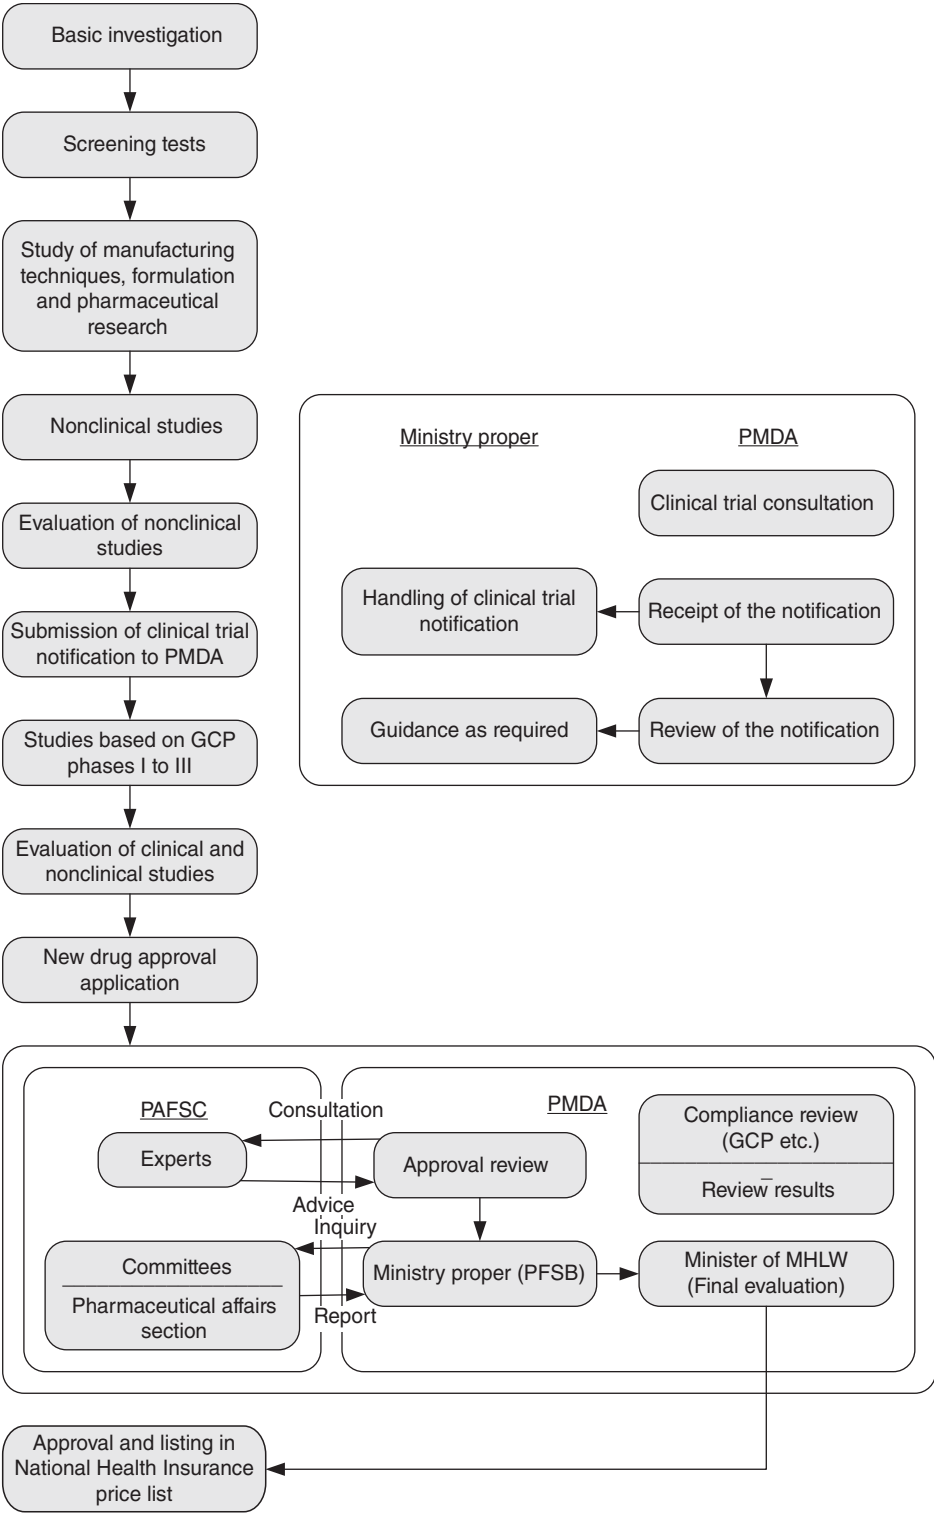 Basic investigation
Screening tests
Study of manufacturing
techniques, formulation
and pharmaceutical
research
Nonclinical studies
Evaluation of nonclinical
studies
Submission of clinical trial
notification to PMDA
Studies based on GCP
phases I to III
Evaluation of clinical and
nonclinical studies
New drug approval
application
Ministry proper
PMDA
Clinical trial consultation
Handling of clinical trial
notification
Receipt of the notification
Guidance as required
Review of the notification
PAFSC
Consultation
PMDA
Experts
Approval review
Compliance review
(GCP etc.)
Review results
Advice
Inquiry
Committees
Pharmaceutical affairs
section
Ministry proper (PFSB)
Minister of MHLW
(Final evaluation)
Report
Approval and listing in
National Health Insurance
price list